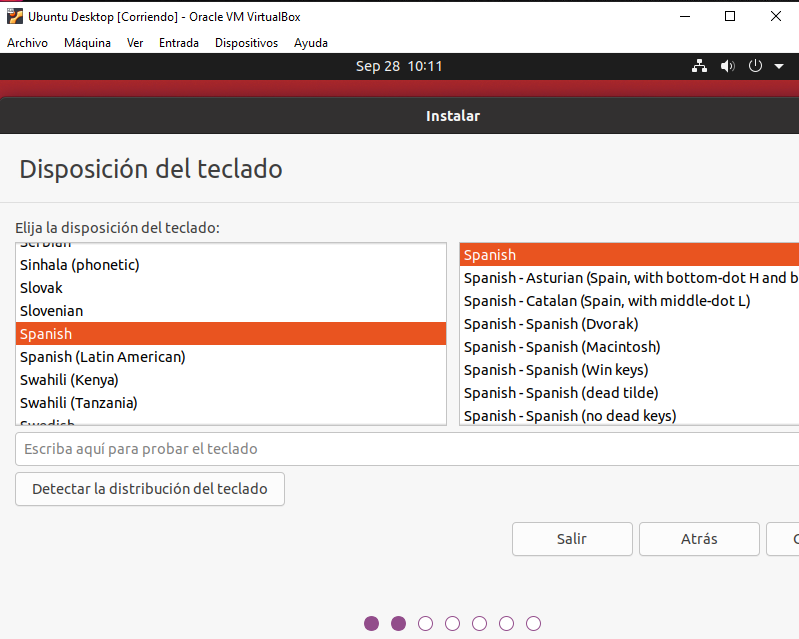 Ubuntu Desktop [Corriendo] - Oracle VM VirtualBox
Archivo Máquina Ver Entrada Dispositivos Ayuda
Sep 28 10:11
Instalar
Disposición del teclado
Elija la disposición del teclado:
Serbian
Sinhala (phonetic)
Slovak
Slovenian
Spanish
Spanish (Latin American)
Swahili (Kenya)
Swahili (Tanzania)
Swedish
Spanish
Spanish - Asturian (Spain, with bottom-dot H and b
Spanish - Catalan (Spain, with middle-dot L)
Spanish - Spanish (Dvorak)
Spanish - Spanish (Macintosh)
Spanish - Spanish (Win keys)
Spanish - Spanish (dead tilde)
Spanish - Spanish (no dead keys)
Escriba aquí para probar el teclado
Detectar la distribución del teclado
Salir Atrás